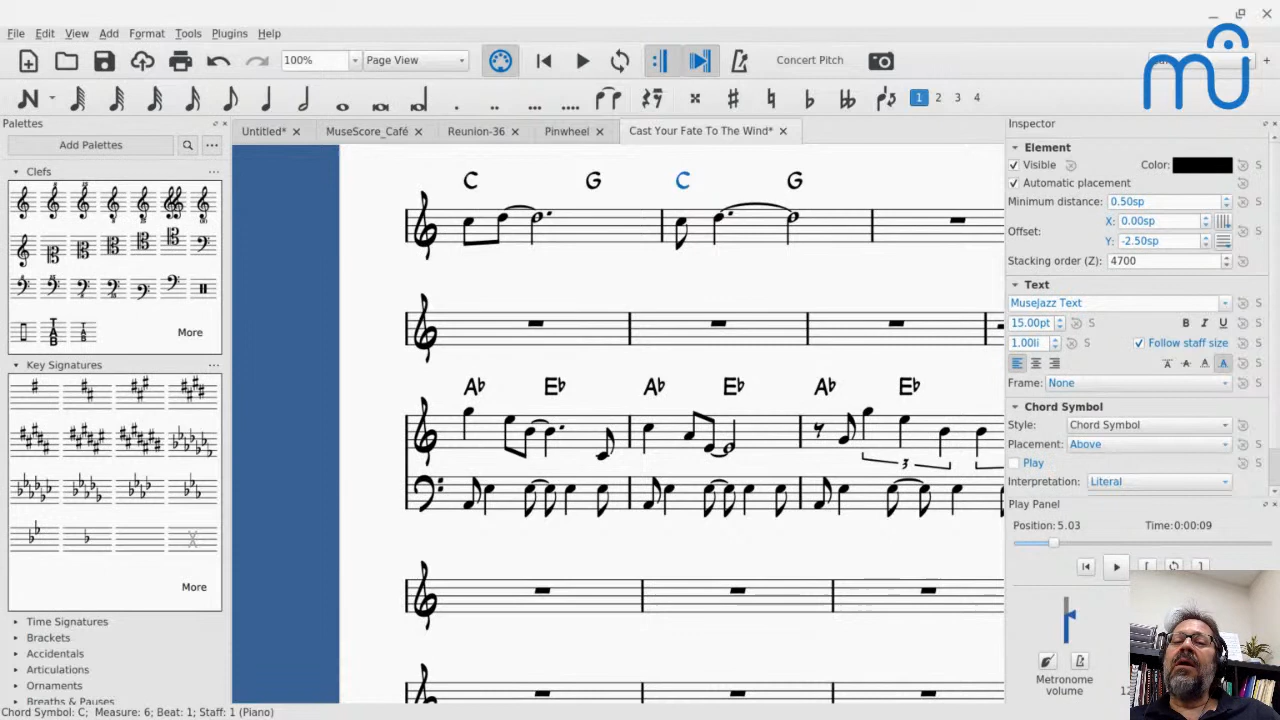 File Edit View Add Format Tools Plugins Help
100% Page View Concert Pitch
1 2 3 4
Palettes
Untitled* MuseScore_Café Reunion-36 Pinwheel Cast Your Fate To The Wind*
Inspector
Add Palettes
Clefs
More
Key Signatures
More
Time Signatures
Brackets
Accidentals
Articulations
Ornaments
Breaths & Pauses
C G C G
A♭ E♭ A♭ E♭ A♭ E♭
3
Element
Visible Color:
Automatic placement
Minimum distance: 0.50sp
Offset: X: 0.00sp
Y: -2.50sp
Stacking order (Z): 4700
Text
MuseJazz Text
15.00pt S B I U
1.00li S Follow staff size
Frame: None
Chord Symbol
Style: Chord Symbol
Placement: Above
Play
Interpretation: Literal
Play Panel
Position: 5.03 Time:0:00:09
Metronome
volume
Chord Symbol: C; Measure: 6; Beat: 1; Staff: 1 (Piano)